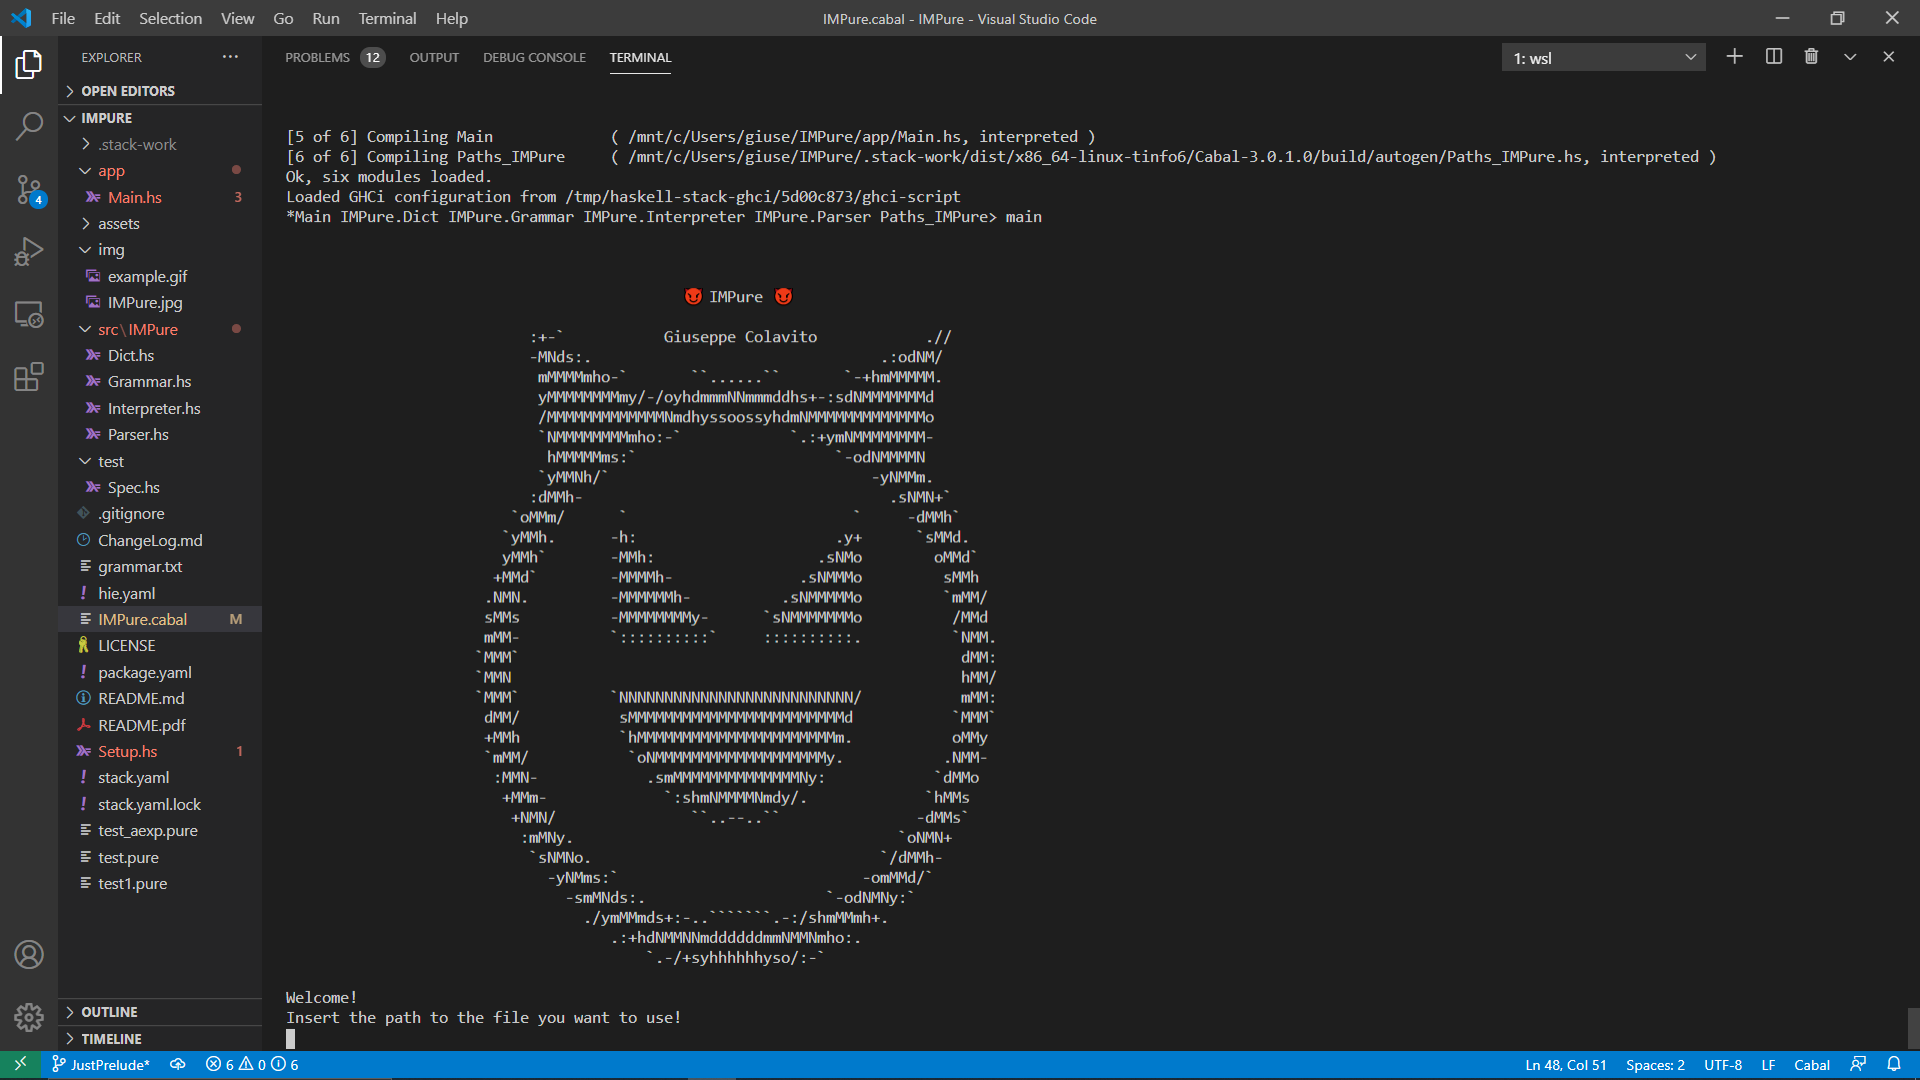 File Edit Selection View Go Run Terminal Help
IMPure.cabal - IMPure - Visual Studio Code
EXPLORER
OPEN EDITORS
IMPURE
.stack-work
app
Main.hs 3
assets
img
example.gif
IMPure.jpg
src\IMPure
Dict.hs
Grammar.hs
Interpreter.hs
Parser.hs
test
Spec.hs
.gitignore
ChangeLog.md
grammar.txt
hie.yaml
IMPure.cabal M
LICENSE
package.yaml
README.md
README.pdf
Setup.hs 1
stack.yaml
stack.yaml.lock
test_aexp.pure
test.pure
test1.pure
OUTLINE
TIMELINE
4
PROBLEMS 12 OUTPUT DEBUG CONSOLE TERMINAL
1: wsl
[5 of 6] Compiling Main ( /mnt/c/Users/giuse/IMPure/app/Main.hs, interpreted )
[6 of 6] Compiling Paths_IMPure ( /mnt/c/Users/giuse/IMPure/.stack-work/dist/x86_64-linux-tinfo6/Cabal-3.0.1.0/build/autogen/Paths_IMPure.hs, interpreted )
Ok, six modules loaded.
Loaded GHCi configuration from /tmp/haskell-stack-ghci/5d00c873/ghci-script
*Main IMPure.Dict IMPure.Grammar IMPure.Interpreter IMPure.Parser Paths_IMPure> main
😈 IMPure 😈
Giuseppe Colavito
Welcome!
Insert the path to the file you want to use!
JustPrelude* 6 0 6
Ln 48, Col 51 Spaces: 2 UTF-8 LF Cabal